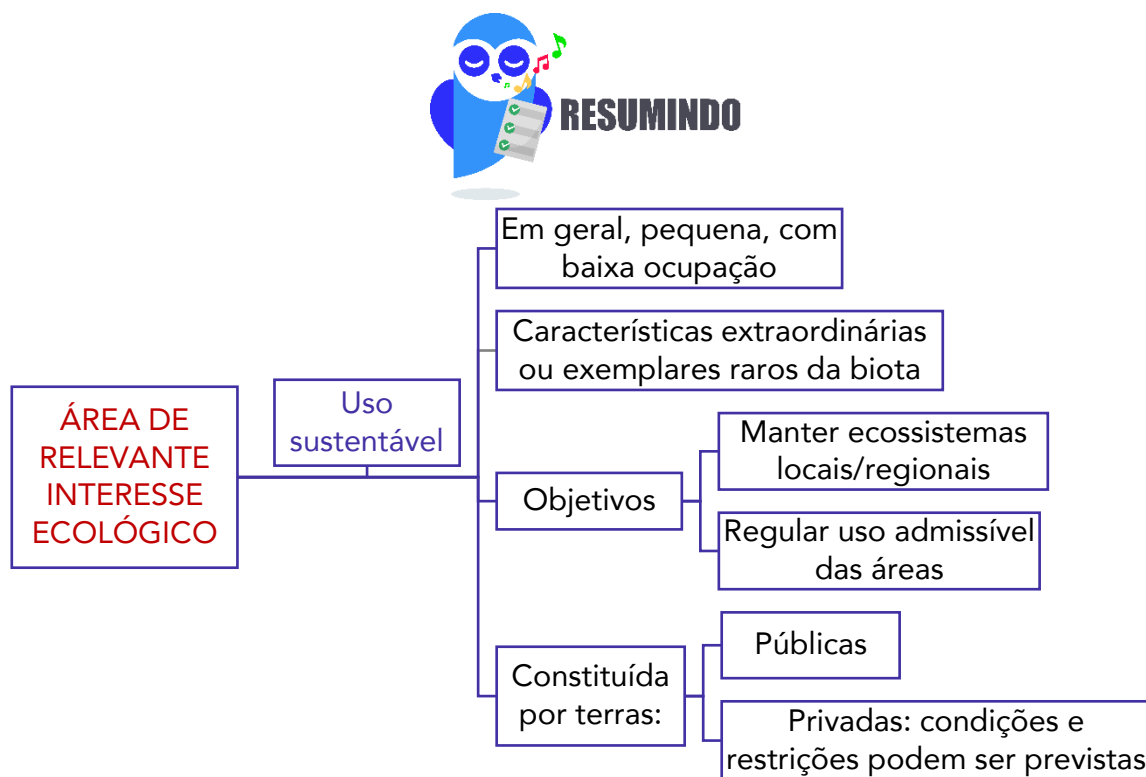 RESUMINDO
ÁREA DE
RELEVANTE
INTERESSE
ECOLÓGICO
Uso
sustentável
Em geral, pequena, com
baixa ocupação
Características extraordinárias
ou exemplares raros da biota
Objetivos
Manter ecossistemas
locais/regionais
Regular uso admissível
das áreas
Constituída
por terras:
Públicas
Privadas: condições e
restrições podem ser previstas